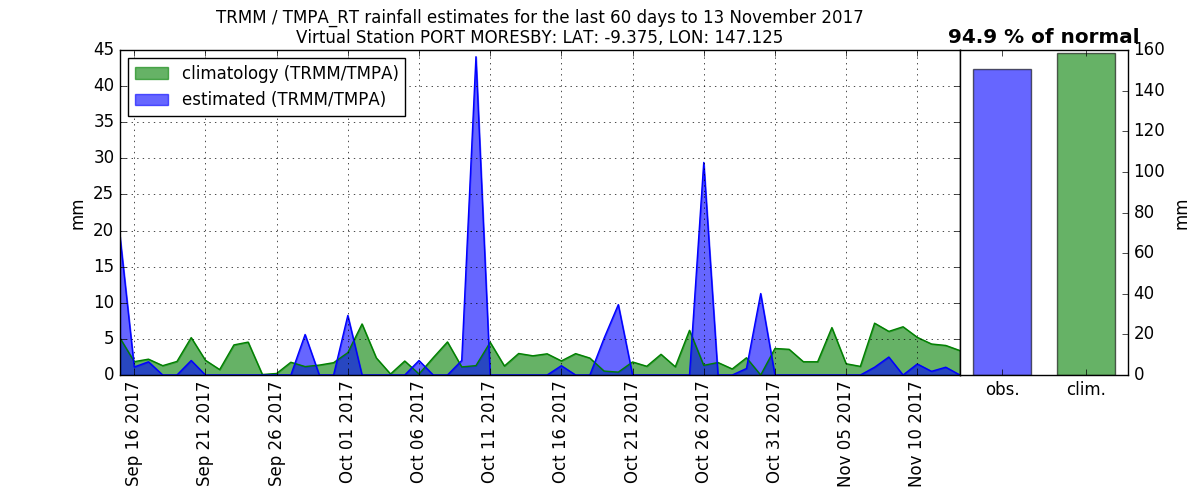 TRMM / TMPA_RT rainfall estimates for the last 60 days to 13 November 2017
Virtual Station PORT MORESBY: LAT: -9.375, LON: 147.125
94.9 % of normal
climatology (TRMM/TMPA)
estimated (TRMM/TMPA)
mm
45
40
35
30
25
20
15
10
5
0
Sep 16 2017
Sep 21 2017
Sep 26 2017
Oct 01 2017
Oct 06 2017
Oct 11 2017
Oct 16 2017
Oct 21 2017
Oct 26 2017
Oct 31 2017
Nov 05 2017
Nov 10 2017
obs.
clim.
160
140
120
100
80
60
40
20
0
mm